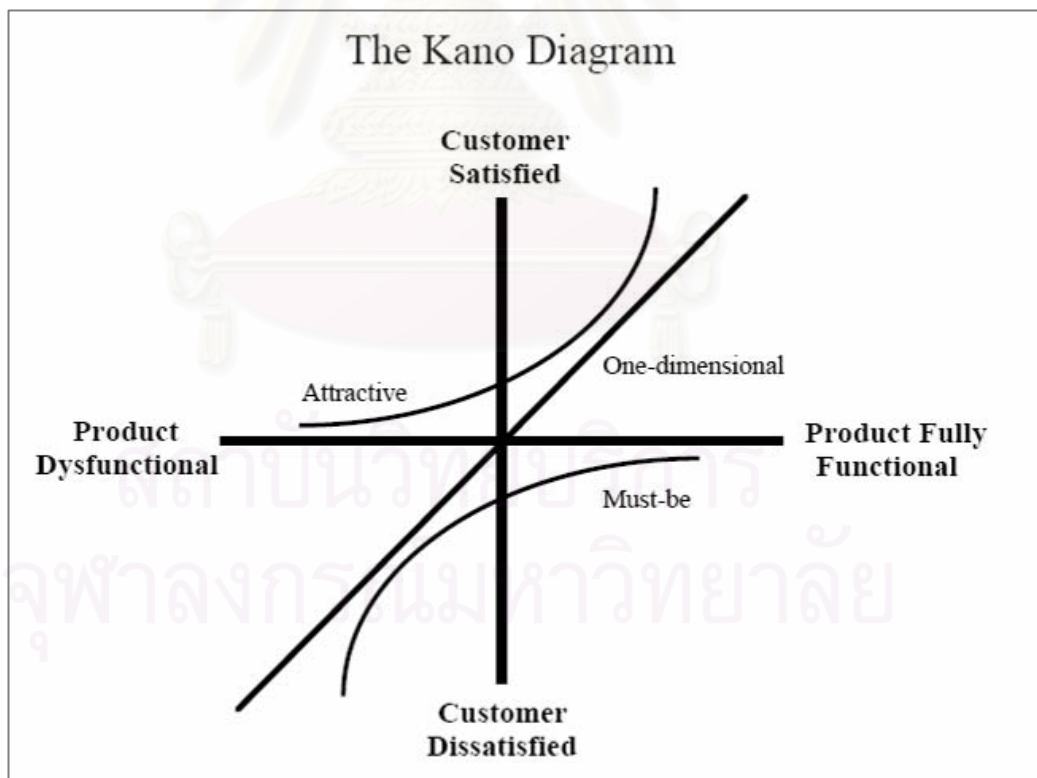 The Kano Diagram
Customer
Satisfied
One-dimensional
Attractive
Product
Dysfunctional
Product Fully
Functional
Must-be
Customer
Dissatisfied
สถาบันวิทยบริการ
จุฬาลงกรณ์มหาวิทยาลัย